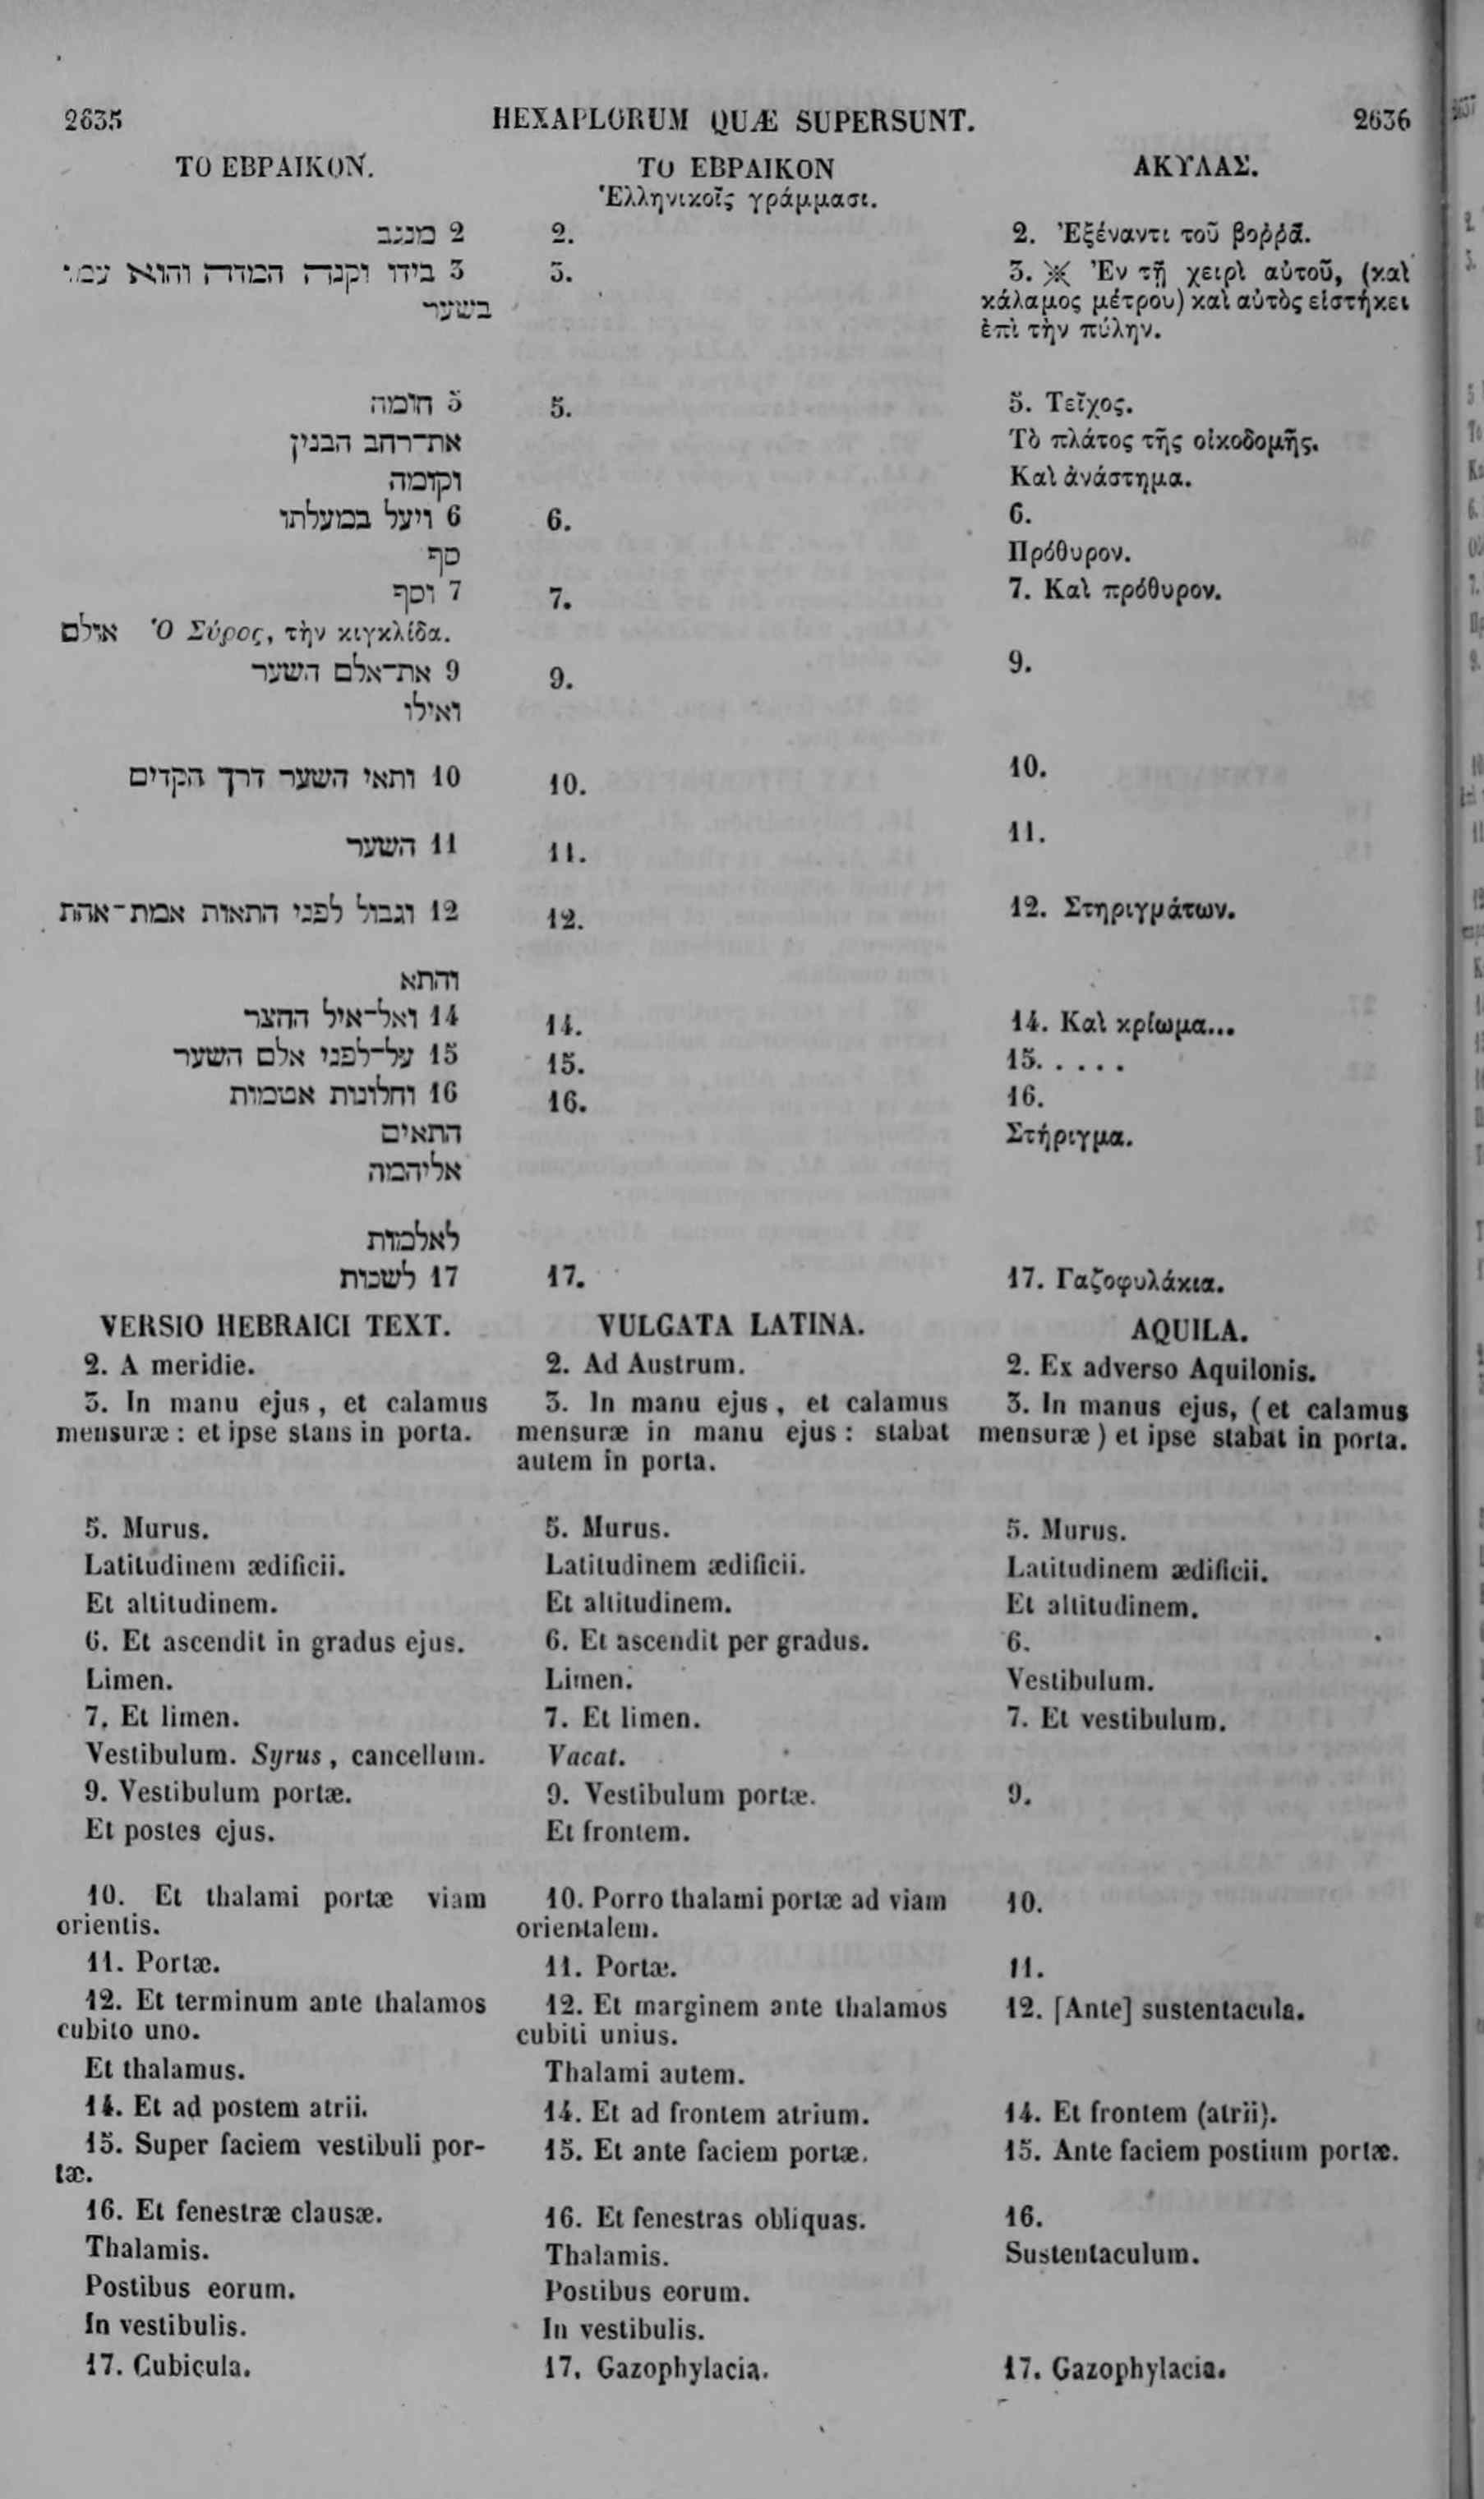 2635
HEXAPLORUM QUÆ SUPERSUNT.
2636
ΤΟ ΕΒΡΑΙΚΟΝ.
2 מנגב
3 בידו וקנה המדה והוא עמד
בשער
5 חומה
את־רחב הבנין
וקומה
6 ויעל במעלתו
סף
7 וסף
אולם Ὁ Σύρος, τὴν κιγκλίδα.
9 את־אלם השער
ואילו
10 ותאי השער דרך הקדים
11 השער
12 וגבול לפני התאות אמת־אחת
והתא
14 ואל־איל החצר
15 על־לפני אלם השער
16 וחלונות אטמות
התאים
אליהמה
לאלמות
17 לשכות
ΤΟ ΕΒΡΑΙΚΟΝ
Ἑλληνικοῖς γράμμασι.
2.
3.
5.
6.
7.
9.
10.
11.
12.
14.
15.
16.
17.
ΑΚΥΛΑΣ.
2. Ἐξέναντι τοῦ βοῤῥᾶ.
3. ※ Ἐν τῇ χειρὶ αὐτοῦ, (καὶ
κάλαμος μέτρου) καὶ αὐτὸς εἱστήκει
ἐπὶ τὴν πύλην.
5. Τεῖχος.
Τὸ πλάτος τῆς οἰκοδομῆς.
Καὶ ἀνάστημα.
6.
Πρόθυρον.
7. Καὶ πρόθυρον.
9.
10.
11.
12. Στηριγμάτων.
14. Καὶ κρίωμα...
15. . . . .
16.
Στήριγμα.
17. Γαζοφυλάκια.
VERSIO HEBRAICI TEXT.
2. A meridie.
3. In manu ejus, et calamus
mensuræ : et ipse stans in porta.
5. Murus.
Latitudinem ædificii.
Et altitudinem.
6. Et ascendit in gradus ejus.
Limen.
7. Et limen.
Vestibulum. Syrus, cancellum.
9. Vestibulum portæ.
Et postes ejus.
10. Et thalami portæ viam
orientis.
11. Portæ.
12. Et terminum ante thalamos
cubito uno.
Et thalamus.
14. Et ad postem atrii.
15. Super faciem vestibuli por-
tæ.
16. Et fenestræ clausæ.
Thalamis.
Postibus eorum.
In vestibulis.
17. Cubicula.
VULGATA LATINA.
2. Ad Austrum.
3. In manu ejus, et calamus
mensuræ in manu ejus : stabat
autem in porta.
5. Murus.
Latitudinem ædificii.
Et altitudinem.
6. Et ascendit per gradus.
Limen.
7. Et limen.
Vacat.
9. Vestibulum portæ.
Et frontem.
10. Porro thalami portæ ad viam
orientalem.
11. Portæ.
12. Et marginem ante thalamos
cubiti unius.
Thalami autem.
14. Et ad frontem atrium.
15. Et ante faciem portæ.
16. Et fenestras obliquas.
Thalamis.
Postibus eorum.
In vestibulis.
17. Gazophylacia.
AQUILA.
2. Ex adverso Aquilonis.
3. In manus ejus, (et calamus
mensuræ) et ipse stabat in porta.
5. Murus.
Latitudinem ædificii.
Et altitudinem.
6.
Vestibulum.
7. Et vestibulum.
9.
10.
11.
12. [Ante] sustentacula.
14. Et frontem (atrii).
15. Ante faciem postium portæ.
16.
Sustentaculum.
17. Gazophylacia.